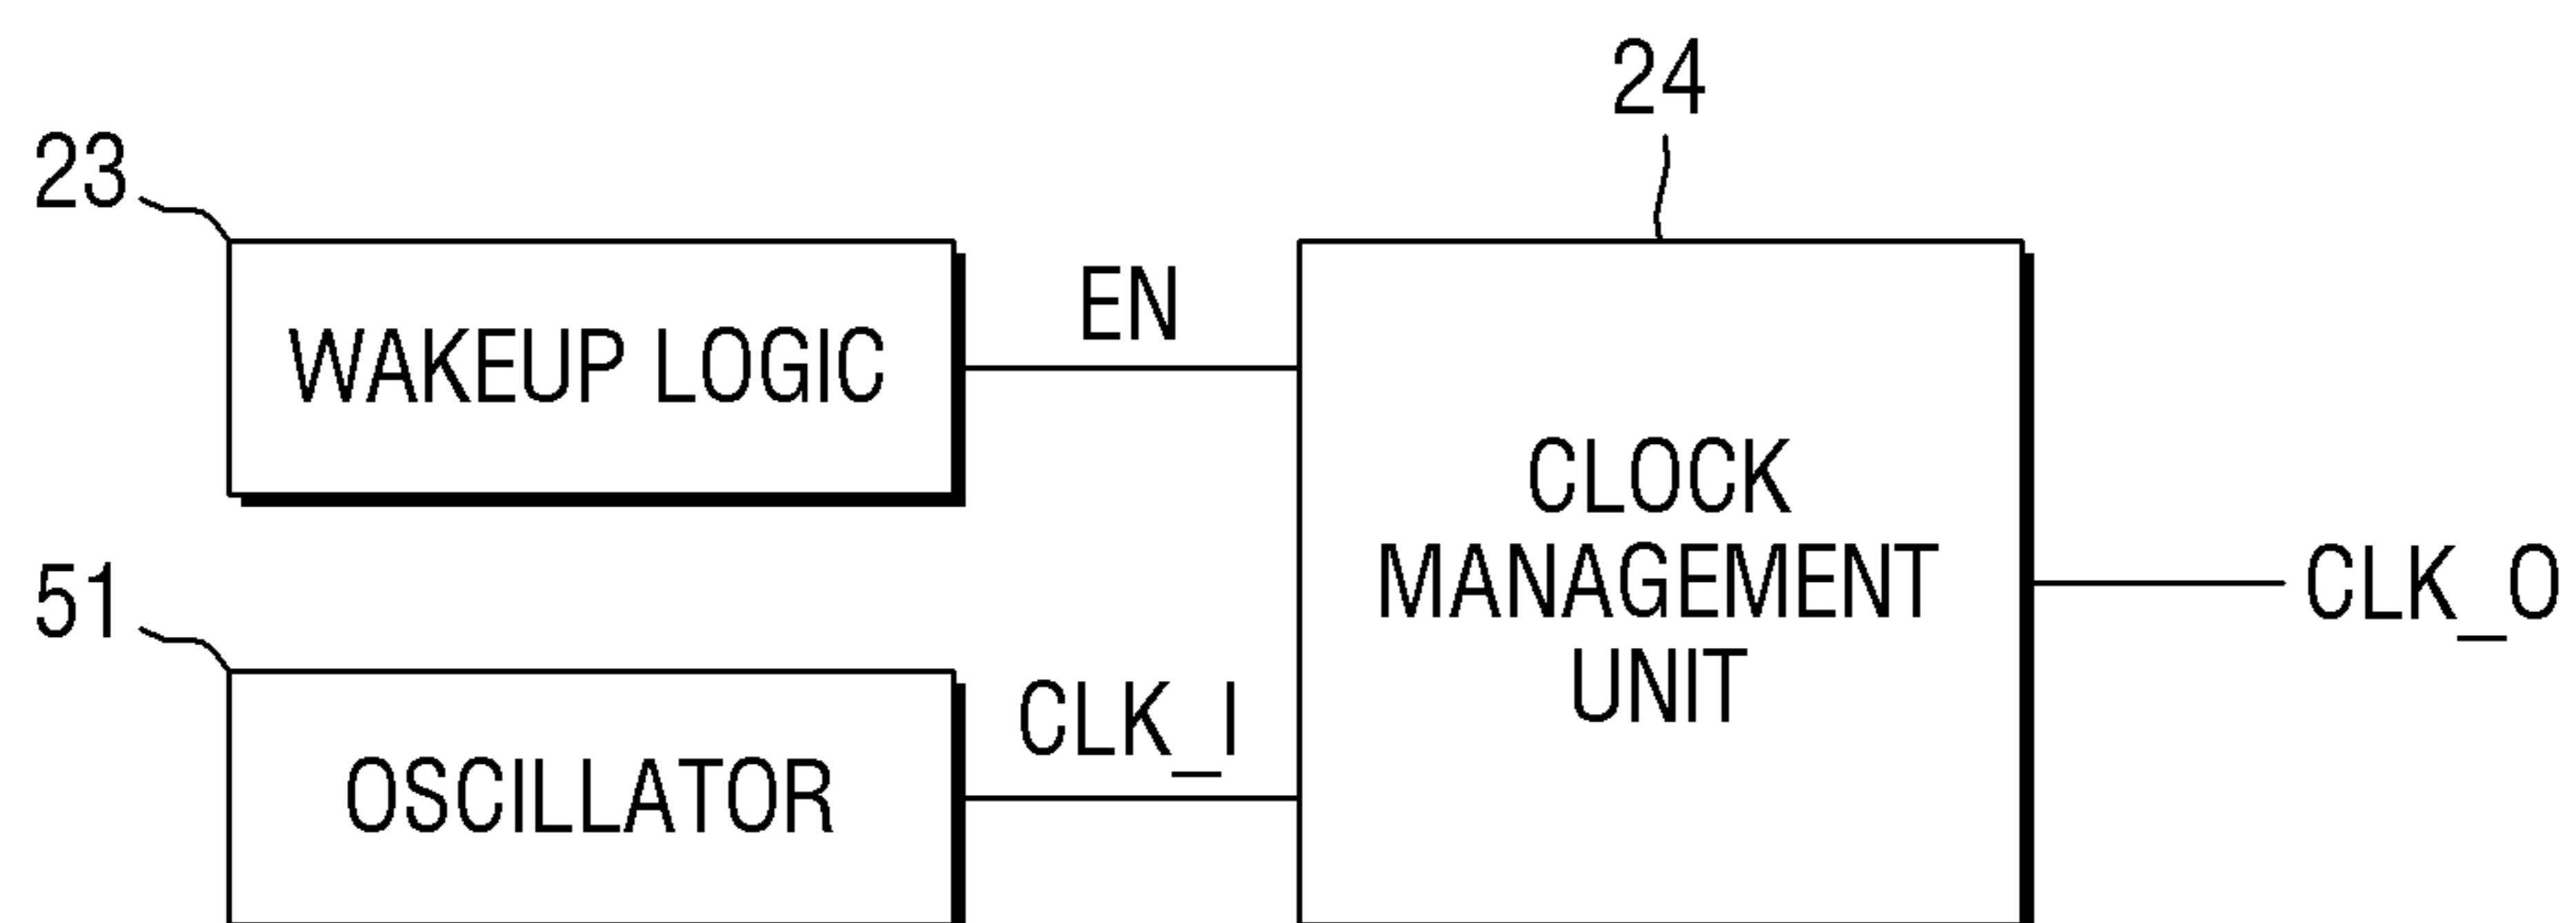 24
23
EN
WAKEUP LOGIC
CLOCK
MANAGEMENT
UNIT
CLK_O
51
CLK_I
OSCILLATOR